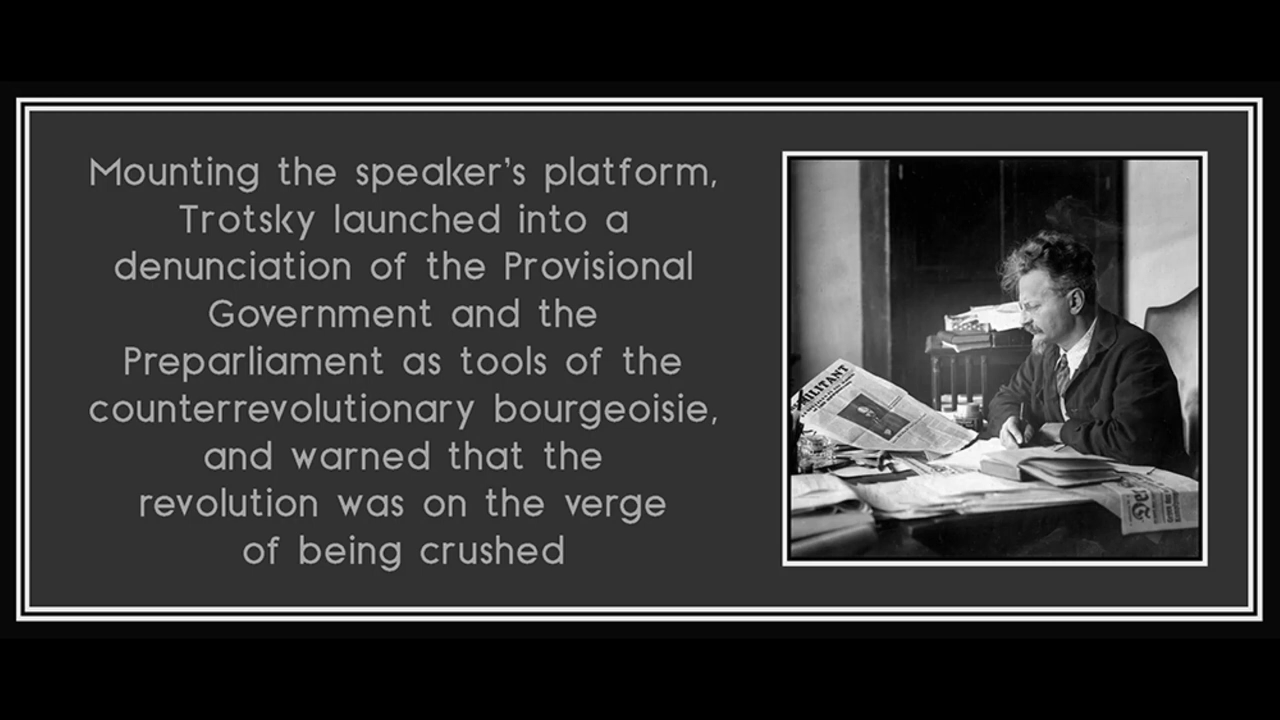 Mounting the speaker's platform,
Trotsky launched into a
denunciation of the Provisional
Government and the
Preparliament as tools of the
counterrevolutionary bourgeoisie,
and warned that the
revolution was on the verge
of being crushed
MILITANT